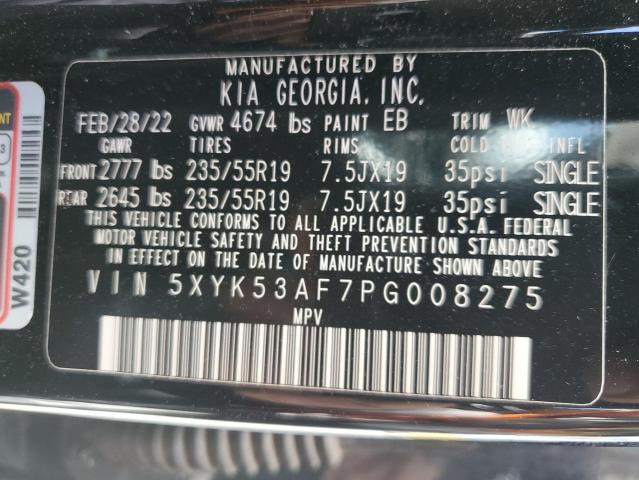 MANUFACTURED BY
KIA GEORGIA, INC.
FEB/28/22 GVWR 4674 lbs PAINT EB TRIM WK
GAWR TIRES RIMS COLD INFL
FRONT 2777 lbs 235/55R19 7.5JX19 35psi SINGLE
REAR 2645 lbs 235/55R19 7.5JX19 35psi SINGLE
THIS VEHICLE CONFORMS TO ALL APPLICABLE U.S.A. FEDERAL
MOTOR VEHICLE SAFETY AND THEFT PREVENTION STANDARDS
IN EFFECT ON THE DATE OF MANUFACTURE SHOWN ABOVE
VIN 5XYK53AF7PG008275
MPV
W420